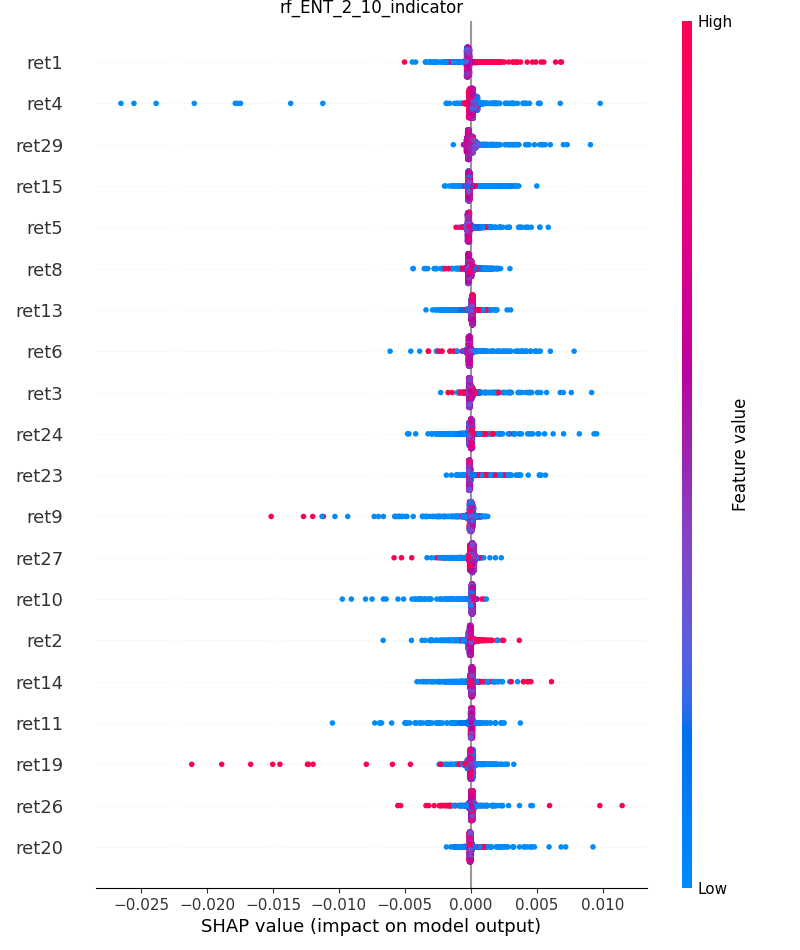 rf_ENT_2_10_indicator
High
ret1
ret4
ret29
ret15
ret5
ret8
ret13
ret6
ret3
ret24
ret23
ret9
ret27
ret10
ret2
ret14
ret11
ret19
ret26
ret20
Feature value
Low
−0.025 −0.020 −0.015 −0.010 −0.005 0.000 0.005 0.010
SHAP value (impact on model output)